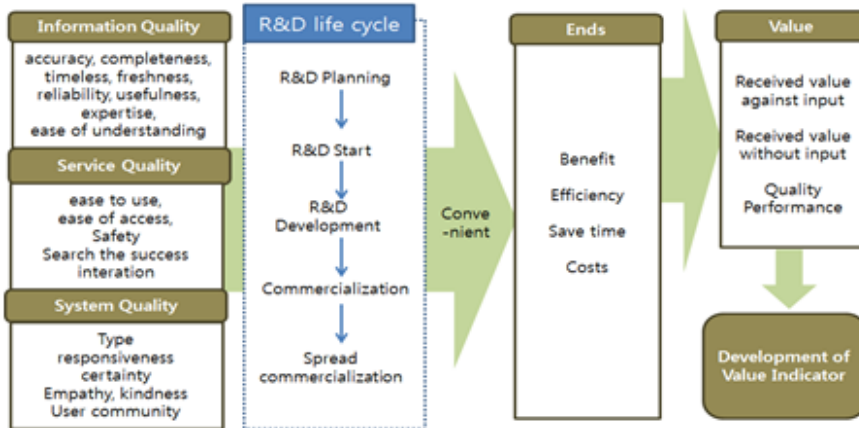 Information Quality
accuracy, completeness,
timeless, freshness,
reliability, usefulness,
expertise,
ease of understanding
Service Quality
ease to use,
ease of access,
Safety
Search the success
interation
System Quality
Type
responsiveness
certainty
Empathy, kindness
User community
R&D life cycle
R&D Planning
R&D Start
R&D
Development
Commercialization
Spread
commercialization
Conve
-nient
Ends
Benefit
Efficiency
Save time
Costs
Value
Received value
against input
Received value
without input
Quality
Performance
Development of
Value Indicator